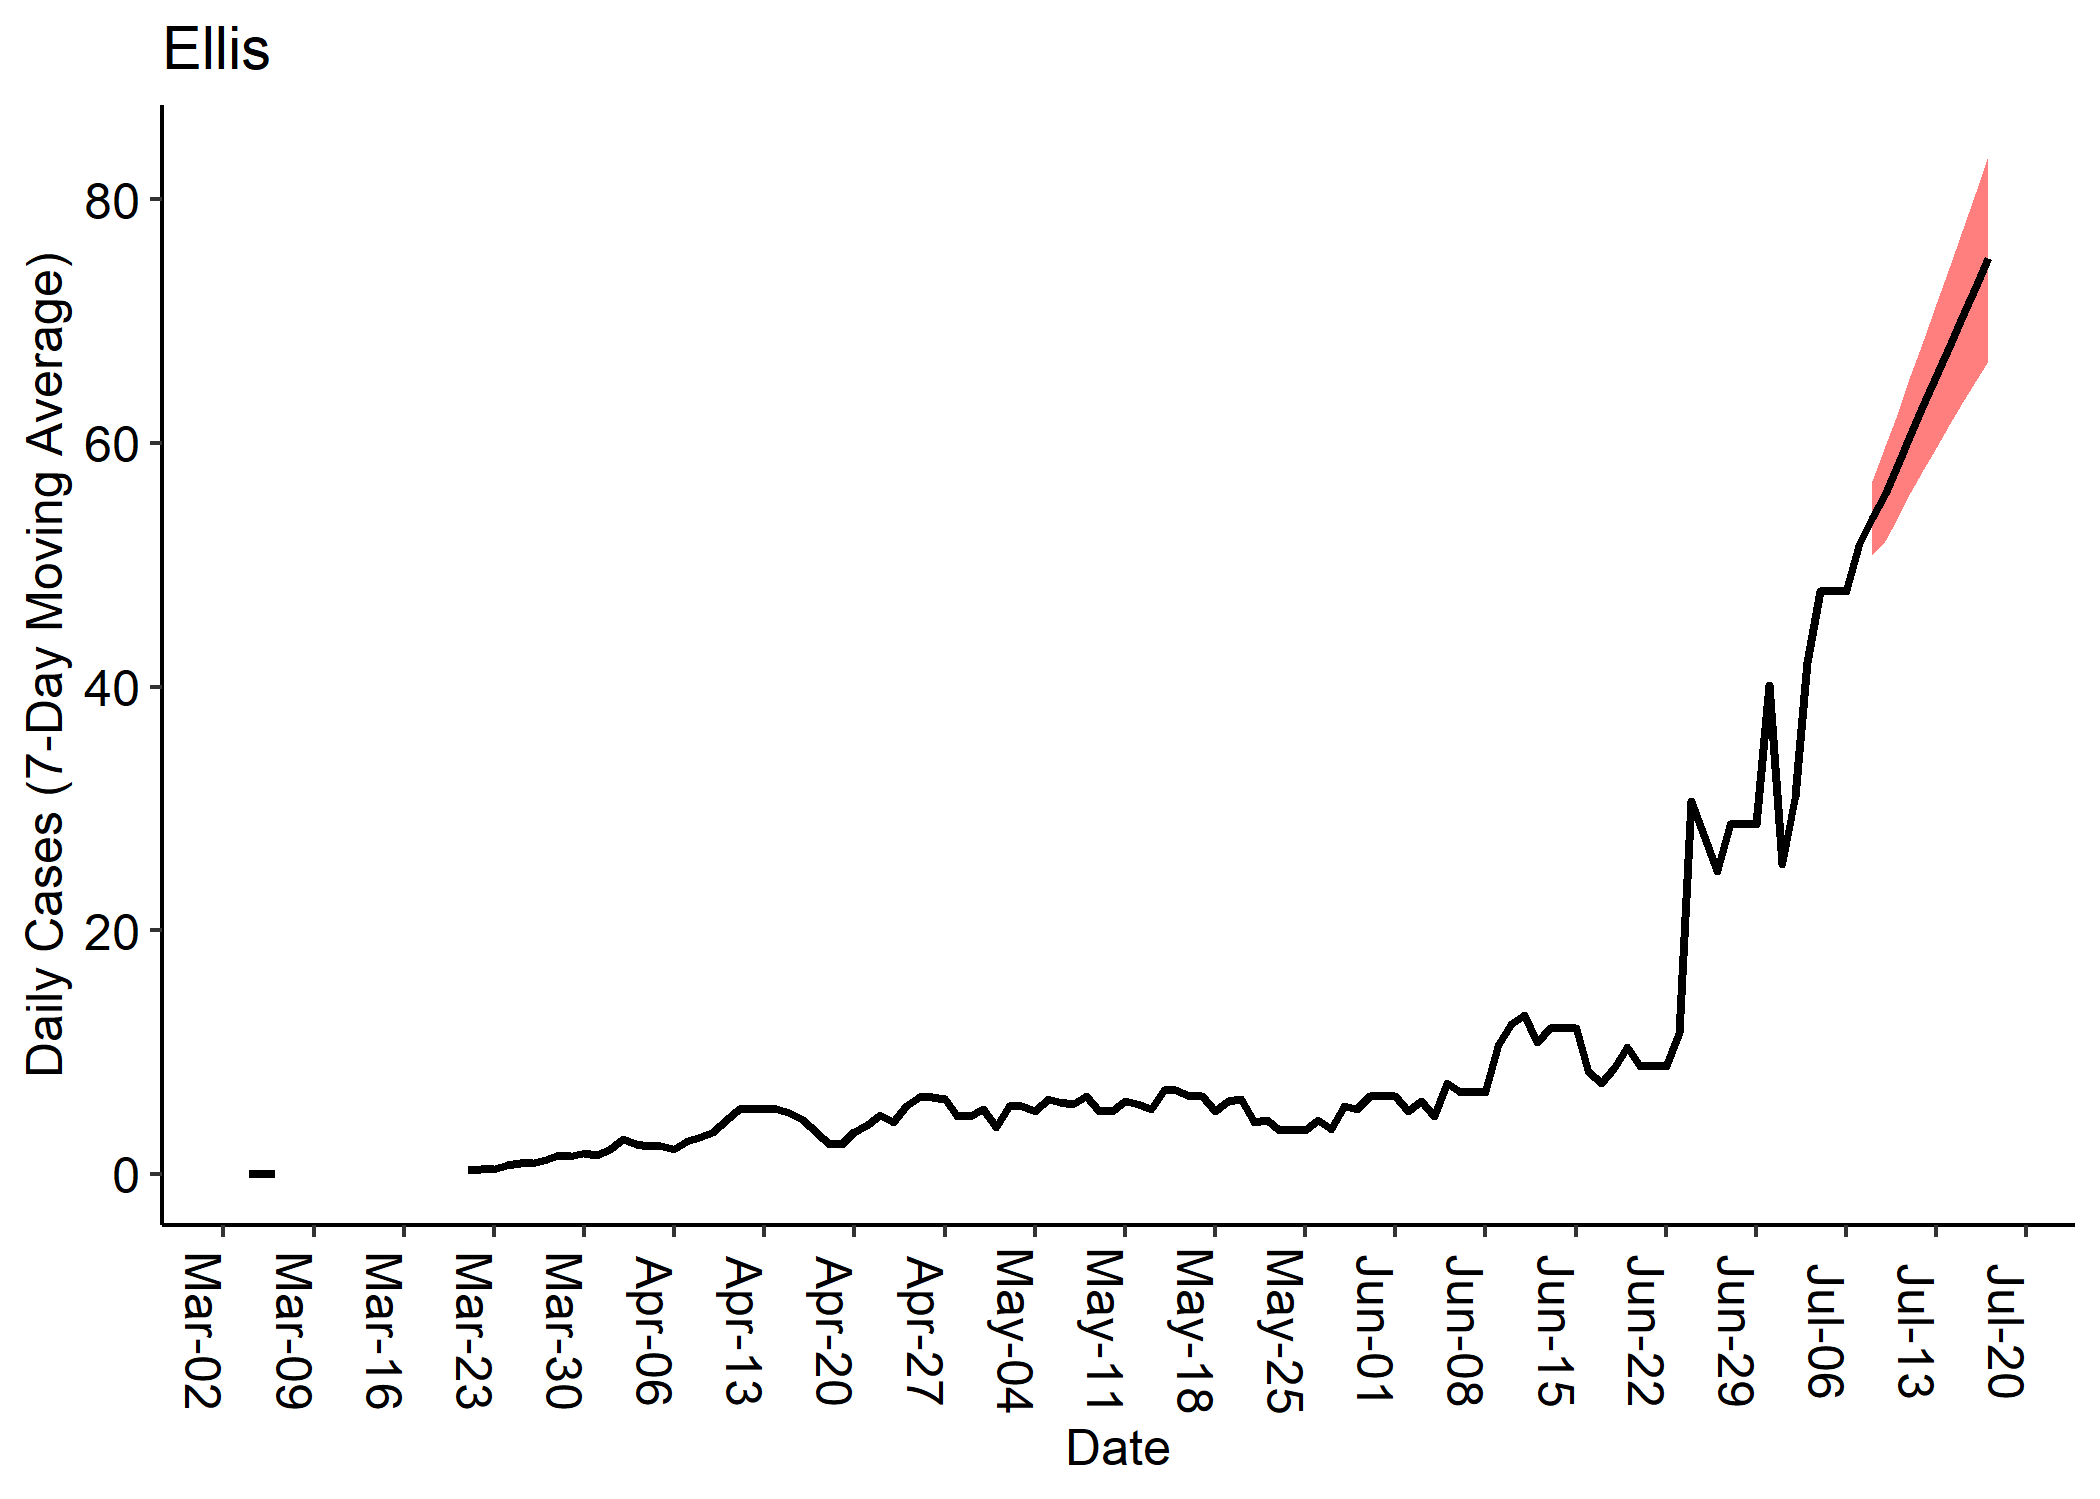 Ellis
Daily Cases (7-Day Moving Average)
80
60
40
20
0
Mar-02
Mar-09
Mar-16
Mar-23
Mar-30
Apr-06
Apr-13
Apr-20
Apr-27
May-04
May-11
May-18
May-25
Jun-01
Jun-08
Jun-15
Jun-22
Jun-29
Jul-06
Jul-13
Jul-20
Date